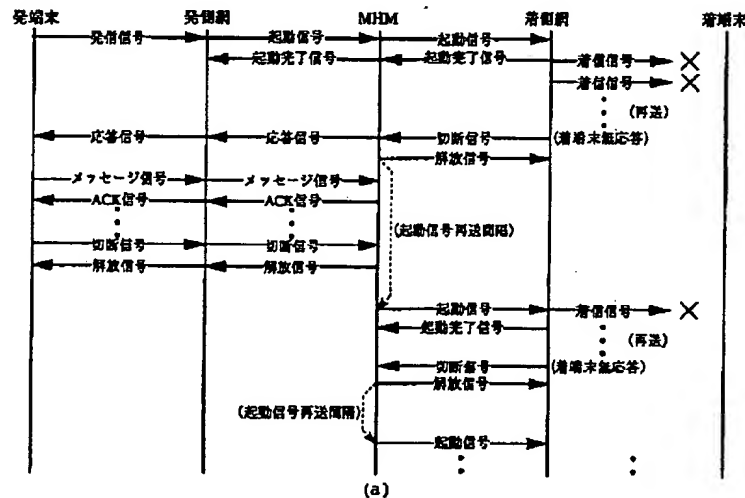 発端末 発側網 MHM 着側網 着端末
発信信号 起動信号 起動信号
起動完了信号 起動完了信号 着信信号
着信信号
(再送)
応答信号 応答信号 切断信号 (着端末無応答)
解放信号
メッセージ信号 メッセージ信号
ACK信号 ACK信号
(起動信号再送間隔)
切断信号 切断信号
解放信号 解放信号
起動信号 着信信号
起動完了信号
(再送)
切断信号 (着端末無応答)
解放信号
(起動信号再送間隔)
起動信号
(a)